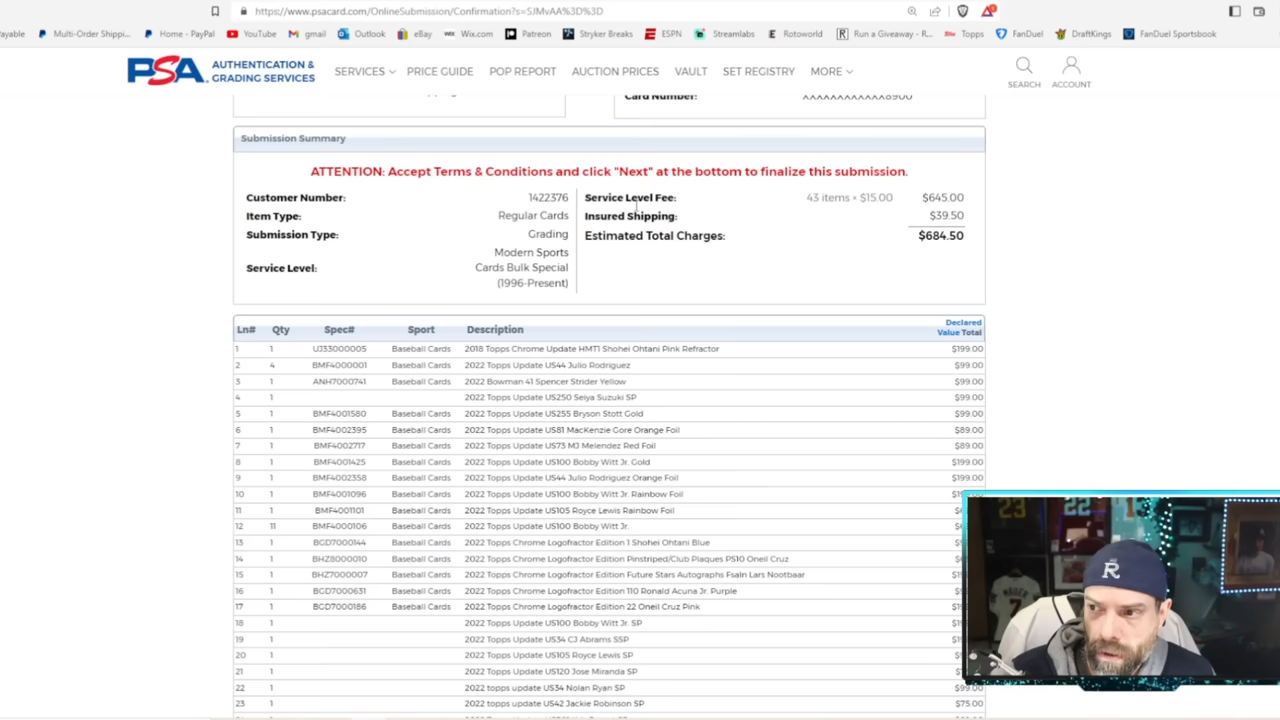 https://www.psacard.com/OnlineSubmission/Confirmation?s=SJMvAA%3D%3D
ayable Multi-Order Shippi... Home - PayPal YouTube gmail Outlook eBay Wix.com Patreon Stryker Breaks ESPN Streamlabs Rotoworld Run a Giveaway - R... Topps FanDuel DraftKings FanDuel Sportsbook
PSA AUTHENTICATION & GRADING SERVICES SERVICES PRICE GUIDE POP REPORT AUCTION PRICES VAULT SET REGISTRY MORE SEARCH ACCOUNT
Card Number: XXXXXXXXXXXX8900
Submission Summary
ATTENTION: Accept Terms & Conditions and click "Next" at the bottom to finalize this submission.
Customer Number: 1422376 Service Level Fee: 43 items × $15.00 $645.00
Item Type: Regular Cards Insured Shipping: $39.50
Submission Type: Grading Estimated Total Charges: $684.50
Service Level: Modern Sports Cards Bulk Special (1996-Present)
Ln# Qty Spec# Sport Description Declared Value Total
1 1 UJ33000005 Baseball Cards 2018 Topps Chrome Update HMT1 Shohei Ohtani Pink Refractor $199.00
2 4 BMF4000001 Baseball Cards 2022 Topps Update US44 Julio Rodriguez $99.00
3 1 ANH7000741 Baseball Cards 2022 Bowman 41 Spencer Strider Yellow $99.00
4 1 2022 Topps Update US250 Seiya Suzuki SP $99.00
5 1 BMF4001580 Baseball Cards 2022 Topps Update US255 Bryson Stott Gold $99.00
6 1 BMF4002395 Baseball Cards 2022 Topps Update US81 MacKenzie Gore Orange Foil $89.00
7 1 BMF4002717 Baseball Cards 2022 Topps Update US73 MJ Melendez Red Foil $89.00
8 1 BMF4001425 Baseball Cards 2022 Topps Update US100 Bobby Witt Jr. Gold $199.00
9 1 BMF4002358 Baseball Cards 2022 Topps Update US44 Julio Rodriguez Orange Foil $199.00
10 1 BMF4001096 Baseball Cards 2022 Topps Update US100 Bobby Witt Jr. Rainbow Foil
11 1 BMF4001101 Baseball Cards 2022 Topps Update US105 Royce Lewis Rainbow Foil
12 11 BMF4000106 Baseball Cards 2022 Topps Update US100 Bobby Witt Jr.
13 1 BGD7000144 Baseball Cards 2022 Topps Chrome Logofractor Edition 1 Shohei Ohtani Blue
14 1 BHZ8000010 Baseball Cards 2022 Topps Chrome Logofractor Edition Pinstriped/Club Plaques PS10 Oneil Cruz
15 1 BHZ7000007 Baseball Cards 2022 Topps Chrome Logofractor Edition Future Stars Autographs Fsaln Lars Nootbaar
16 1 BGD7000631 Baseball Cards 2022 Topps Chrome Logofractor Edition 110 Ronald Acuna Jr. Purple
17 1 BGD7000186 Baseball Cards 2022 Topps Chrome Logofractor Edition 22 Oneil Cruz Pink
18 1 2022 Topps Update US100 Bobby Witt Jr. SP
19 1 2022 Topps Update US34 CJ Abrams SSP
20 1 2022 Topps Update US105 Royce Lewis SP
21 1 2022 Topps Update US120 Jose Miranda SP
22 1 2022 topps update US34 Nolan Ryan SP $99.00
23 1 2022 topps update US42 Jackie Robinson SP $75.00
23 22
MAUER
7
R